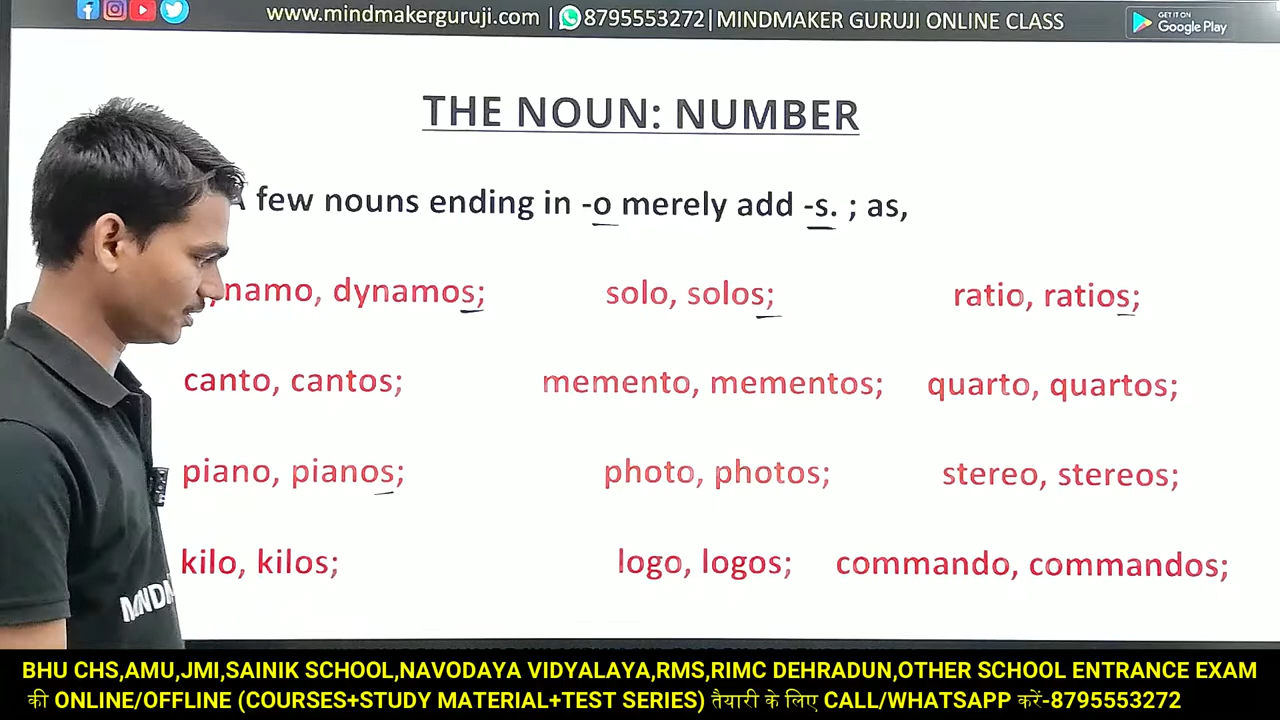 www.mindmakerguruji.com | 8795553272|MINDMAKER GURUJI ONLINE CLASS
GET IT ON
Google Play
THE NOUN: NUMBER
few nouns ending in -o merely add -s. ; as,
namo, dynamos; solo, solos; ratio, ratios;
canto, cantos; memento, mementos; quarto, quartos;
piano, pianos; photo, photos; stereo, stereos;
kilo, kilos; logo, logos; commando, commandos;
BHU CHS,AMU,JMI,SAINIK SCHOOL,NAVODAYA VIDYALAYA,RMS,RIMC DEHRADUN,OTHER SCHOOL ENTRANCE EXAM
की ONLINE/OFFLINE (COURSES+STUDY MATERIAL+TEST SERIES) तैयारी के लिए CALL/WHATSAPP करें-8795553272